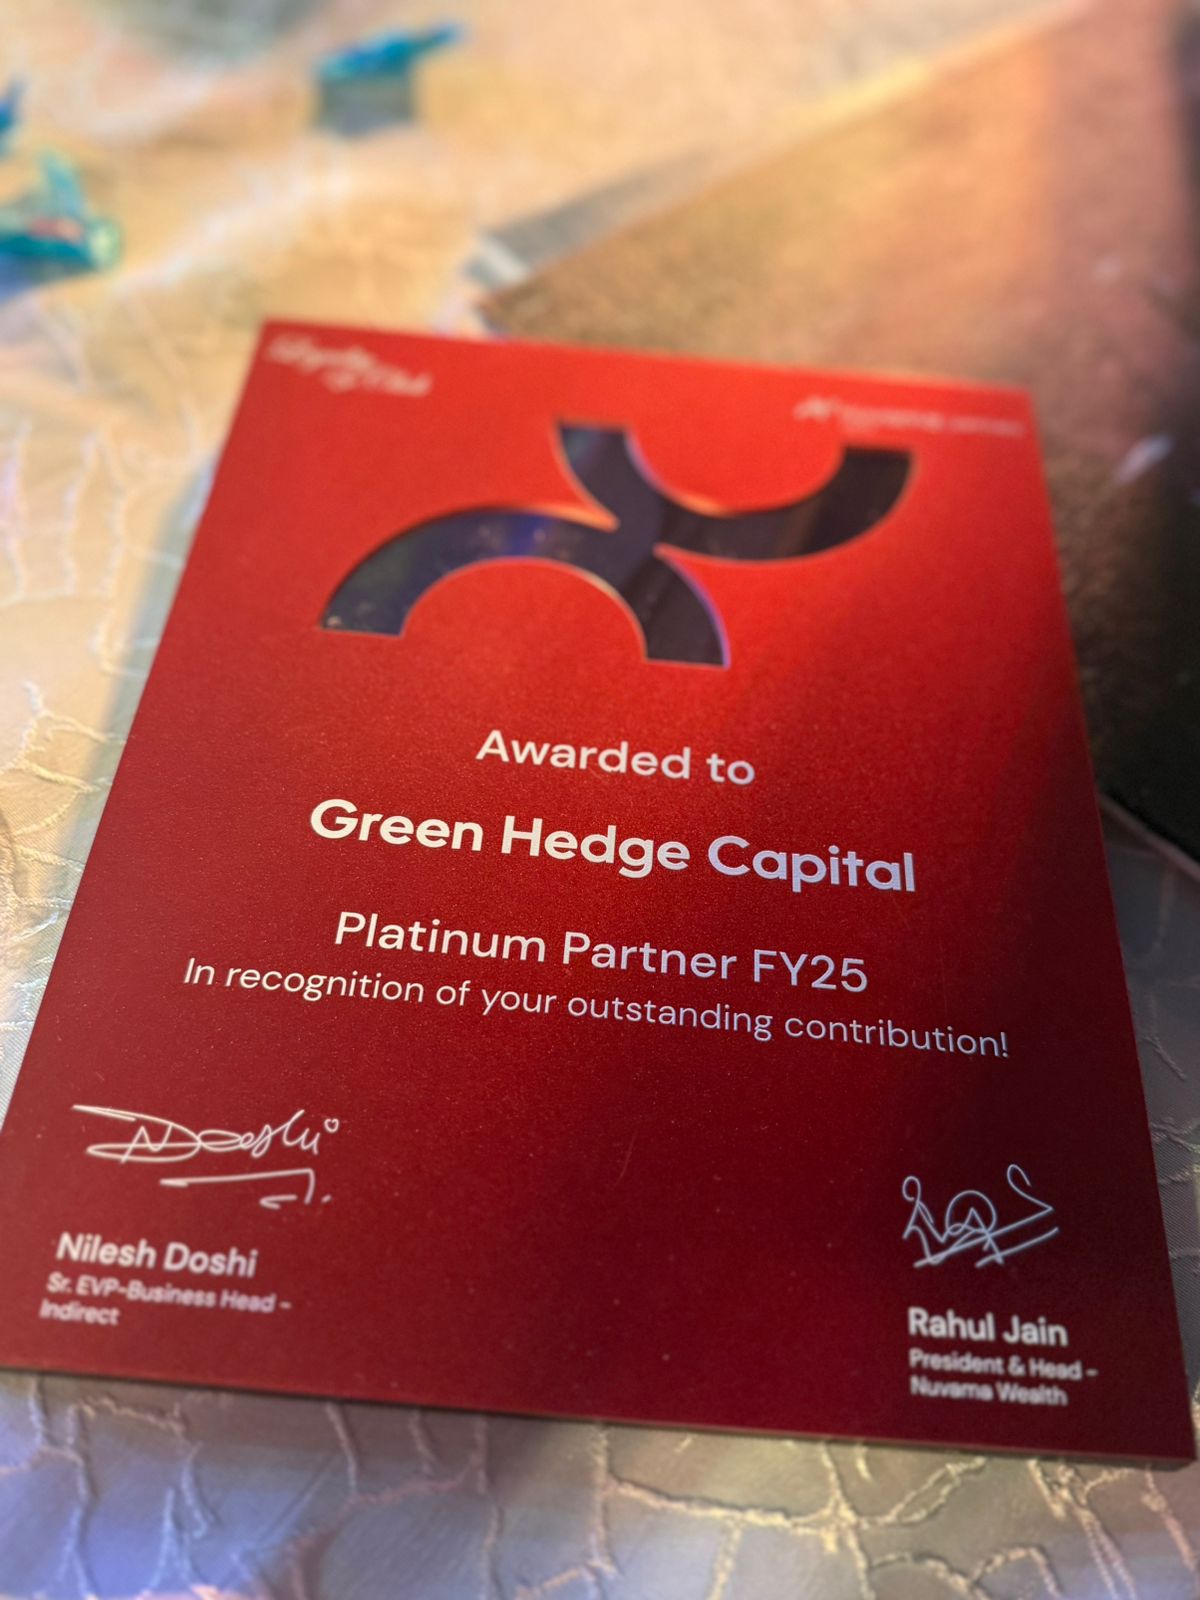 Awarded to
Green Hedge Capital
Platinum Partner FY25
In recognition of your outstanding contribution!
NDoshi
Nilesh Doshi
Sr. EVP-Business Head -
Indirect
Rahul Jain
President & Head -
Nuvama Wealth